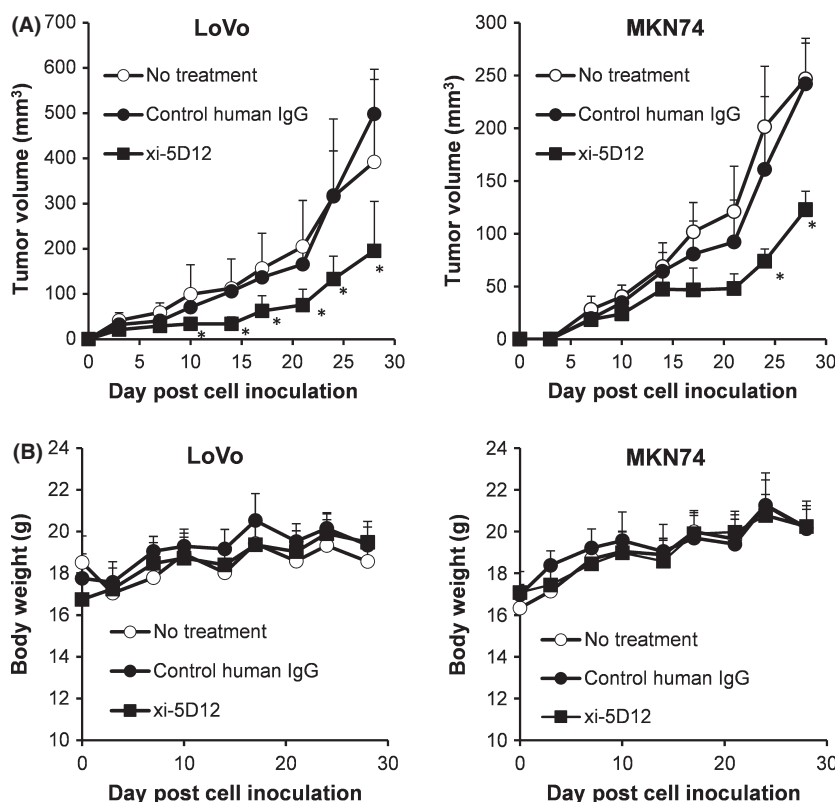 (A)
LoVo
Tumor volume (mm³)
700
600
500
400
300
200
100
0
No treatment
Control human IgG
xi-5D12
*
*
*
*
*
*
0 5 10 15 20 25 30
Day post cell inoculation
MKN74
Tumor volume (mm³)
300
250
200
150
100
50
0
No treatment
Control human IgG
xi-5D12
*
*
0 5 10 15 20 25 30
Day post cell inoculation
(B)
LoVo
Body weight (g)
24
22
20
18
16
14
12
10
No treatment
Control human IgG
xi-5D12
0 10 20 30
Day post cell inoculation
MKN74
Body weight (g)
24
22
20
18
16
14
12
10
No treatment
Control human IgG
xi-5D12
0 10 20 30
Day post cell inoculation